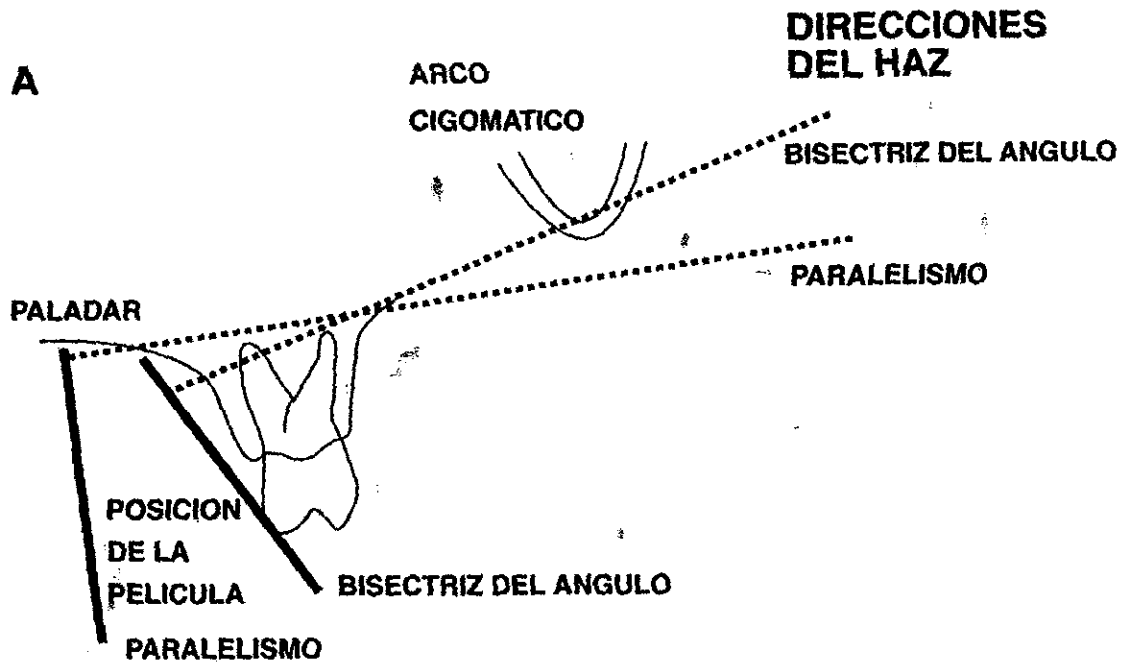 DIRECCIONES
DEL HAZ
A
ARCO
CIGOMATICO
BISECTRIZ DEL ANGULO
PARALELISMO
PALADAR
POSICION
DE LA
PELICULA
BISECTRIZ DEL ANGULO
PARALELISMO